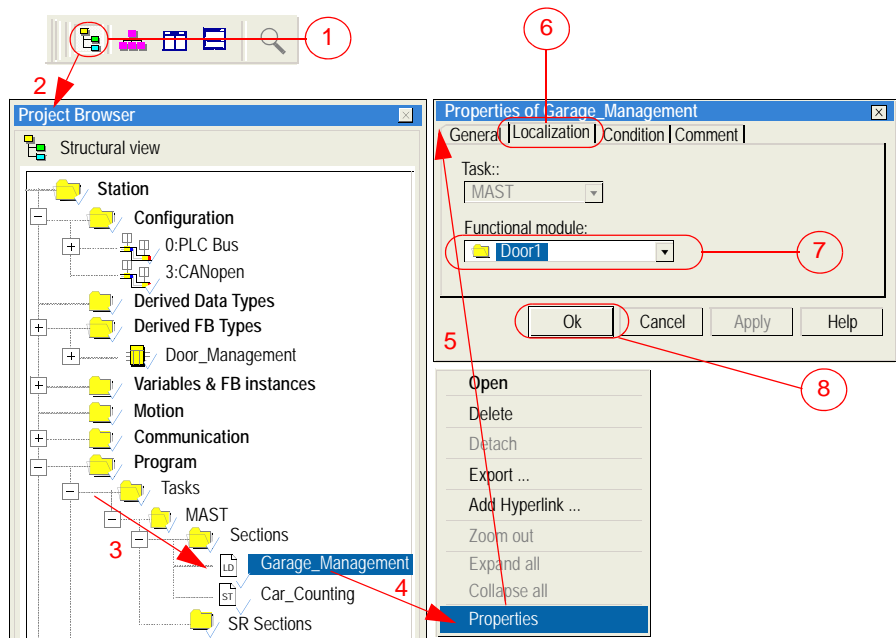 1
2
Project Browser
Structural view
Station
Configuration
0:PLC Bus
3:CANopen
Derived Data Types
Derived FB Types
Door_Management
Variables & FB instances
Motion
Communication
Program
Tasks
MAST
3
Sections
LD Garage_Management
4
ST Car_Counting
SR Sections
6
Properties of Garage_Management
General Localization Condition Comment
Task::
MAST
Functional module:
Door1
7
5
Ok Cancel Apply Help
8
Open
Delete
Detach
Export ...
Add Hyperlink ...
Zoom out
Expand all
Collapse all
Properties